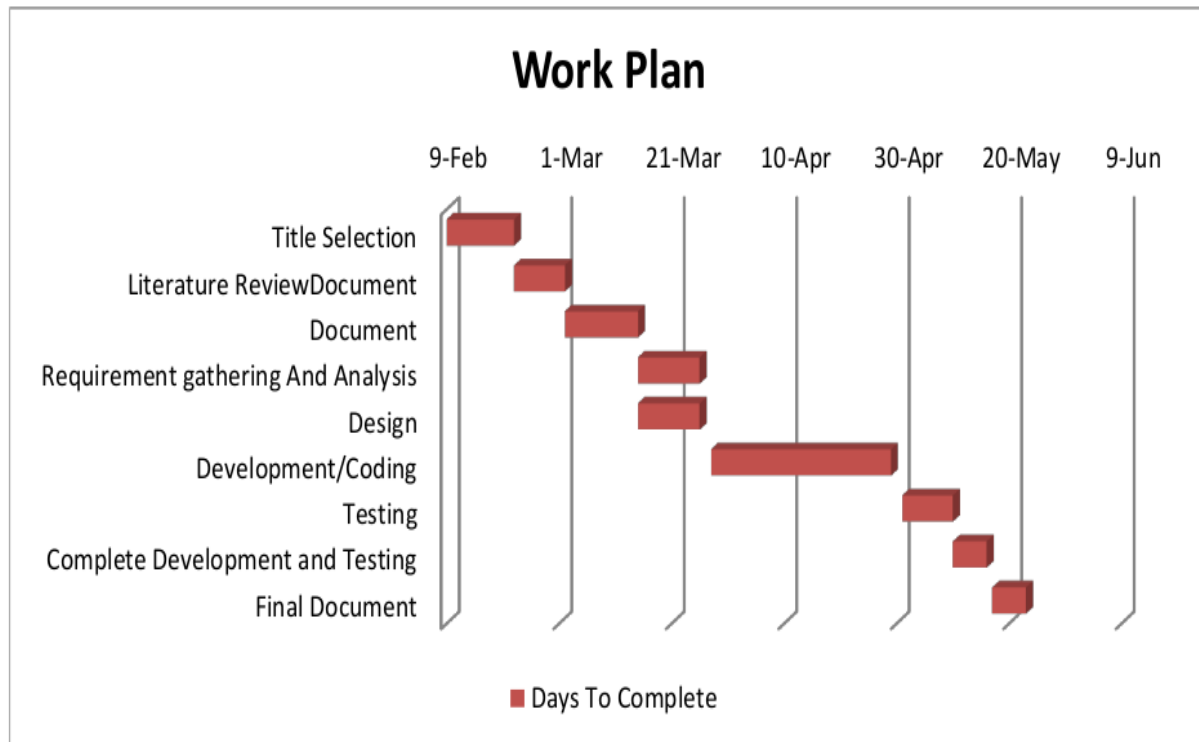 Work Plan
9-Feb 1-Mar 21-Mar 10-Apr 30-Apr 20-May 9-Jun
Title Selection
Literature ReviewDocument
Document
Requirement gathering And Analysis
Design
Development/Coding
Testing
Complete Development and Testing
Final Document
Days To Complete